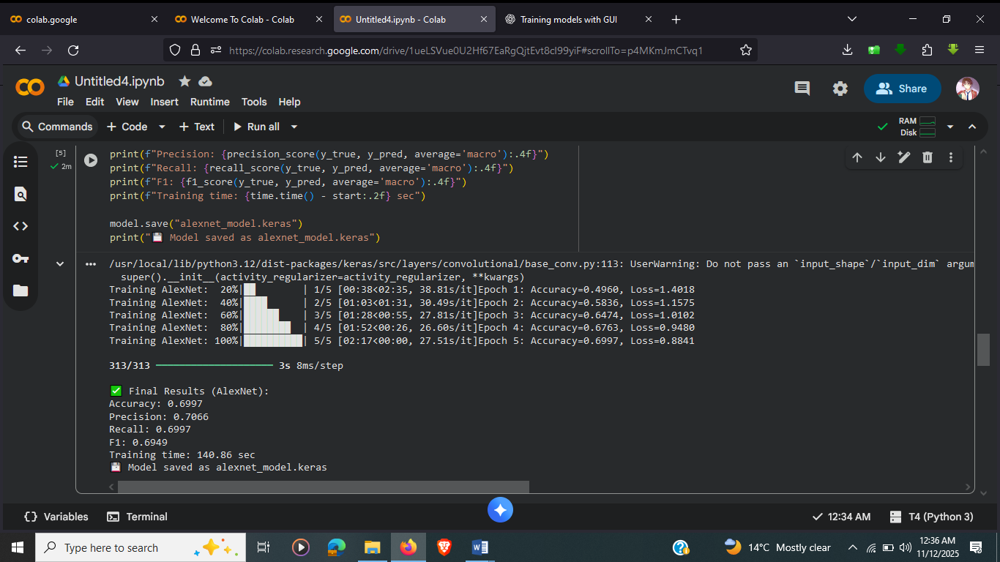 colab.google
Welcome To Colab - Colab
Untitled4.ipynb - Colab
Training models with GUI
https://colab.research.google.com/drive/1ueLSVue0U2Hf67EaRgQjtEvt8cI99yiF#scrollTo=p4MKmJmCTvq1
Untitled4.ipynb
File Edit View Insert Runtime Tools Help
Share
Commands + Code + Text Run all
RAM
Disk
[5]
2m
print(f"Precision: {precision_score(y_true, y_pred, average='macro'):.4f}")
print(f"Recall: {recall_score(y_true, y_pred, average='macro'):.4f}")
print(f"F1: {f1_score(y_true, y_pred, average='macro'):.4f}")
print(f"Training time: {time.time() - start:.2f} sec")
model.save("alexnet_model.keras")
print("💾 Model saved as alexnet_model.keras")
/usr/local/lib/python3.12/dist-packages/keras/src/layers/convolutional/base_conv.py:113: UserWarning: Do not pass an `input_shape`/`input_dim` argum
super().__init__(activity_regularizer=activity_regularizer, **kwargs)
Training AlexNet:  20%|██        | 1/5 [00:38<02:35, 38.81s/it]Epoch 1: Accuracy=0.4960, Loss=1.4018
Training AlexNet:  40%|████      | 2/5 [01:03<01:31, 30.49s/it]Epoch 2: Accuracy=0.5836, Loss=1.1575
Training AlexNet:  60%|██████    | 3/5 [01:28<00:55, 27.81s/it]Epoch 3: Accuracy=0.6474, Loss=1.0102
Training AlexNet:  80%|████████  | 4/5 [01:52<00:26, 26.60s/it]Epoch 4: Accuracy=0.6763, Loss=0.9480
Training AlexNet: 100%|██████████| 5/5 [02:17<00:00, 27.51s/it]Epoch 5: Accuracy=0.6997, Loss=0.8841
313/313 ━━━━━━━━━━━━━━━━━━━━ 3s 8ms/step
✅ Final Results (AlexNet):
Accuracy: 0.6997
Precision: 0.7066
Recall: 0.6997
F1: 0.6949
Training time: 140.86 sec
💾 Model saved as alexnet_model.keras
{} Variables Terminal
12:34 AM T4 (Python 3)
Type here to search
14°C Mostly clear
12:36 AM
11/12/2025